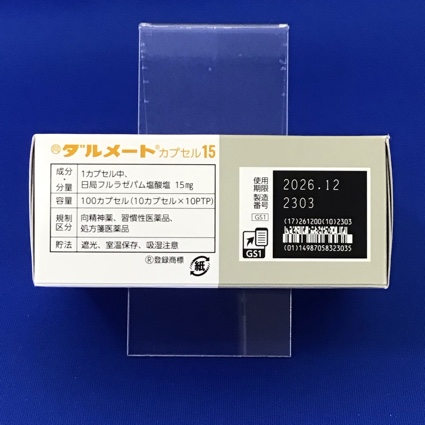 ダルメート®カプセル15
成分・分量 1カプセル中、
日局フルラゼパム塩酸塩 15mg
容量 100カプセル(10カプセル×10PTP)
規制区分 向精神薬、習慣性医薬品、
処方箋医薬品
貯法 遮光、室温保存、吸湿注意
®登録商標
紙
使用期限 2026.12
製造番号 2303
GS1
(17)261200(10)2303
(01)14987058323035
GS1